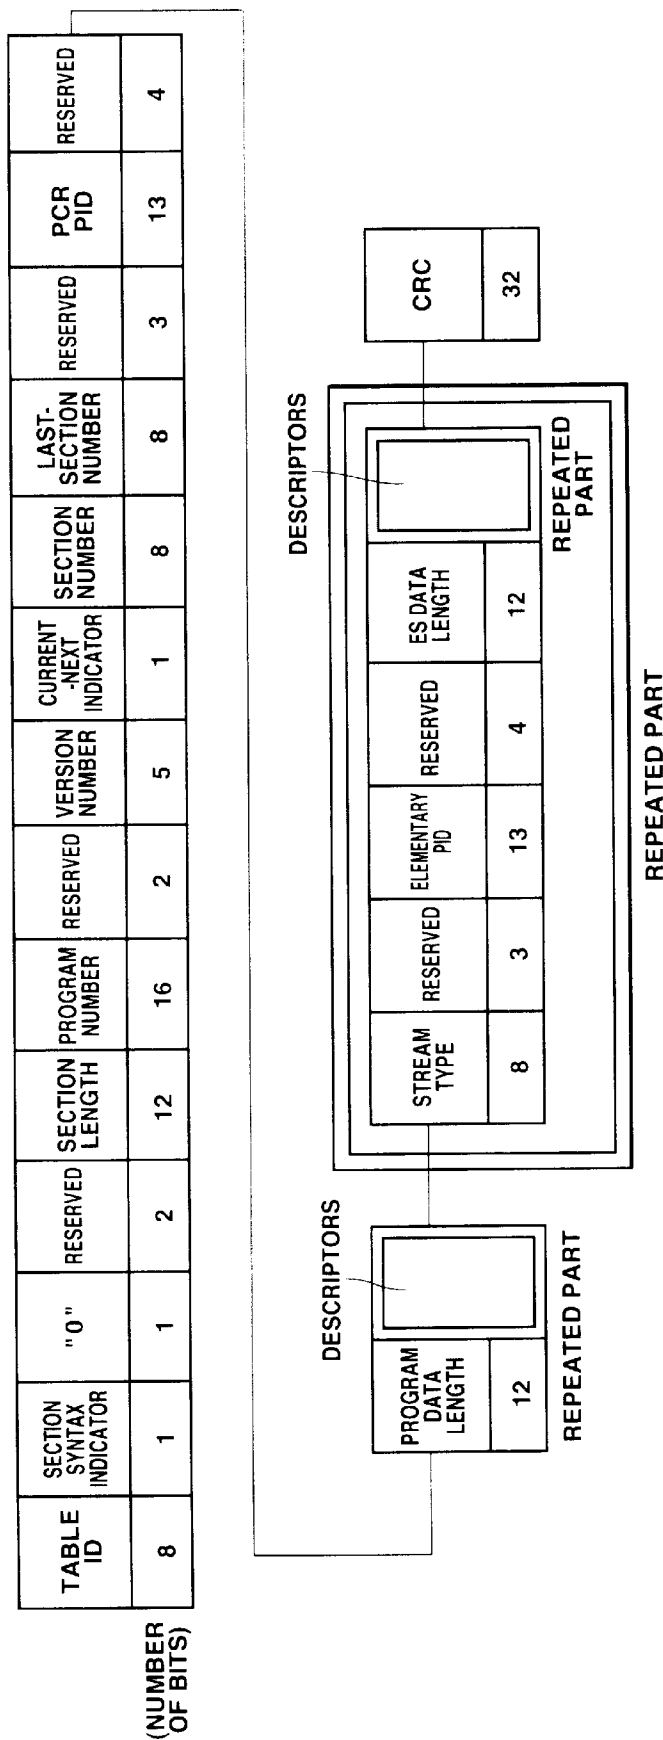 TABLE
ID
SECTION
SYNTAX
INDICATOR
"0"
RESERVED
SECTION
LENGTH
PROGRAM
NUMBER
RESERVED
VERSION
NUMBER
CURRENT
-NEXT
INDICATOR
SECTION
NUMBER
LAST-
SECTION
NUMBER
RESERVED
PCR
PID
RESERVED
(NUMBER
OF BITS)
8
1
1
2
12
16
2
5
1
8
8
3
13
4
DESCRIPTORS
PROGRAM
DATA
LENGTH
12
REPEATED PART
DESCRIPTORS
STREAM
TYPE
RESERVED
ELEMENTARY
PID
RESERVED
ES DATA
LENGTH
8
3
13
4
12
REPEATED
PART
REPEATED PART
CRC
32